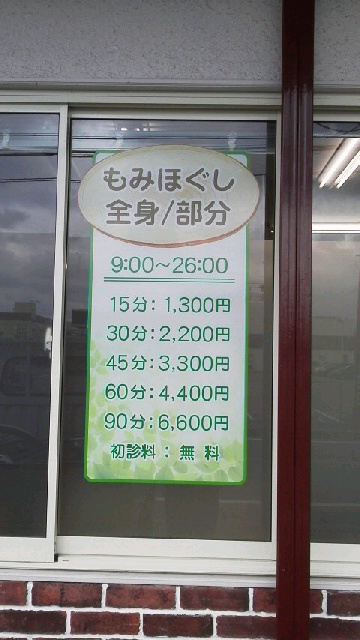 もみほぐし
全身/部分
9:00～26:00
15分：1,300円
30分：2,200円
45分：3,300円
60分：4,400円
90分：6,600円
初診料：無料